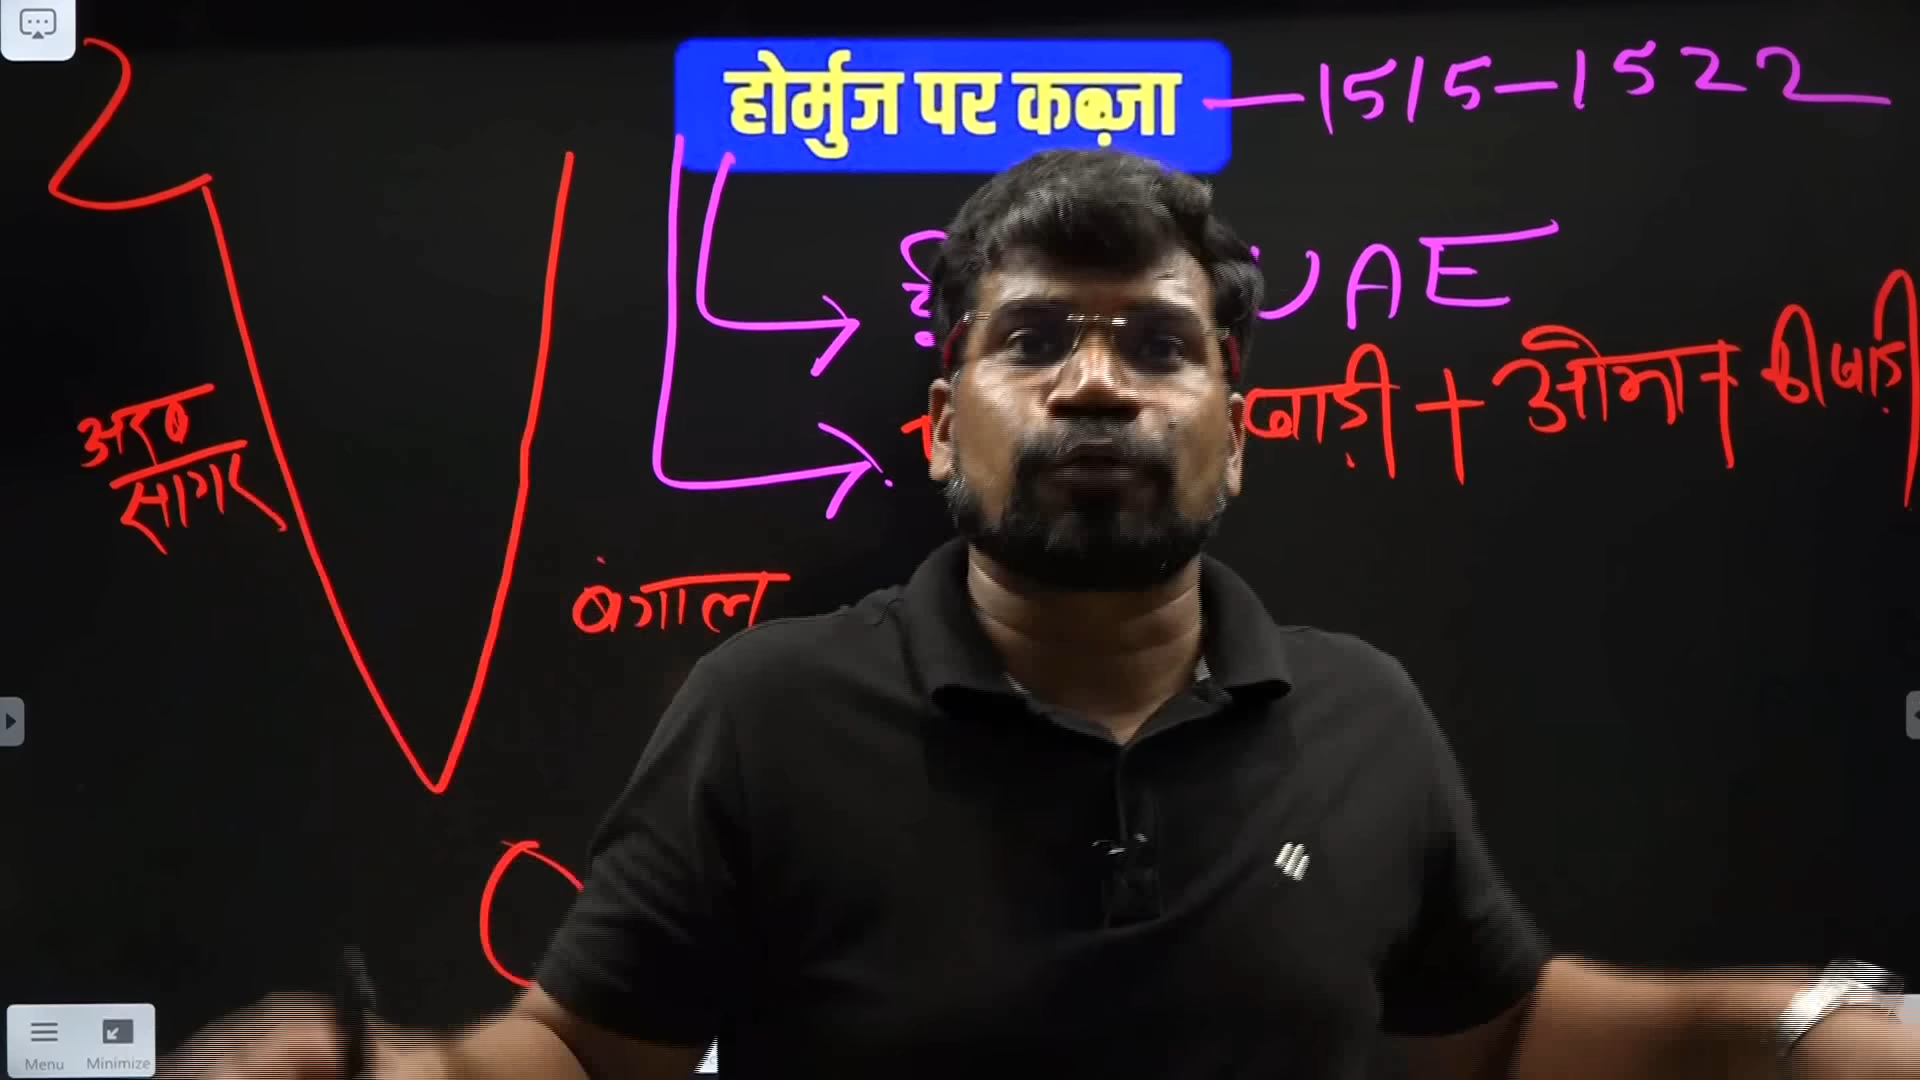 होर्मुज पर कब्ज़ा
—1515—1522
UAE
खाड़ी + ओमान की खाड़ी
अरब
सागर
बंगाल
Menu
Minimize